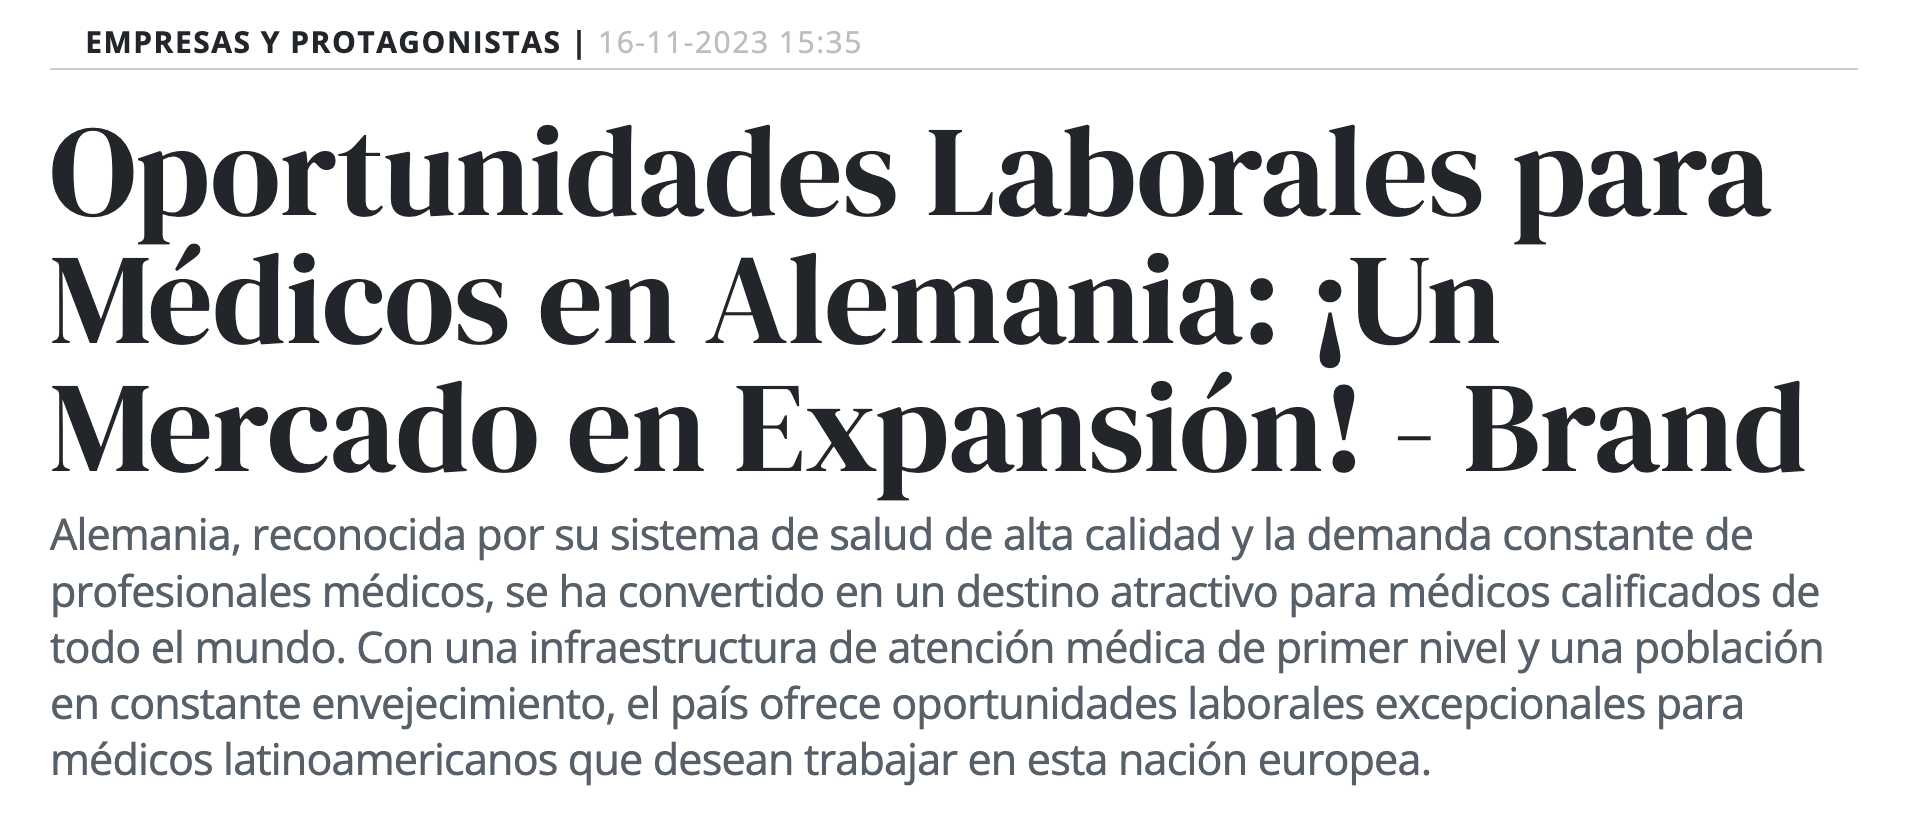 EMPRESAS Y PROTAGONISTAS | 16-11-2023 15:35
Oportunidades Laborales para
Médicos en Alemania: ¡Un
Mercado en Expansión! - Brand
Alemania, reconocida por su sistema de salud de alta calidad y la demanda constante de
profesionales médicos, se ha convertido en un destino atractivo para médicos calificados de
todo el mundo. Con una infraestructura de atención médica de primer nivel y una población
en constante envejecimiento, el país ofrece oportunidades laborales excepcionales para
médicos latinoamericanos que desean trabajar en esta nación europea.